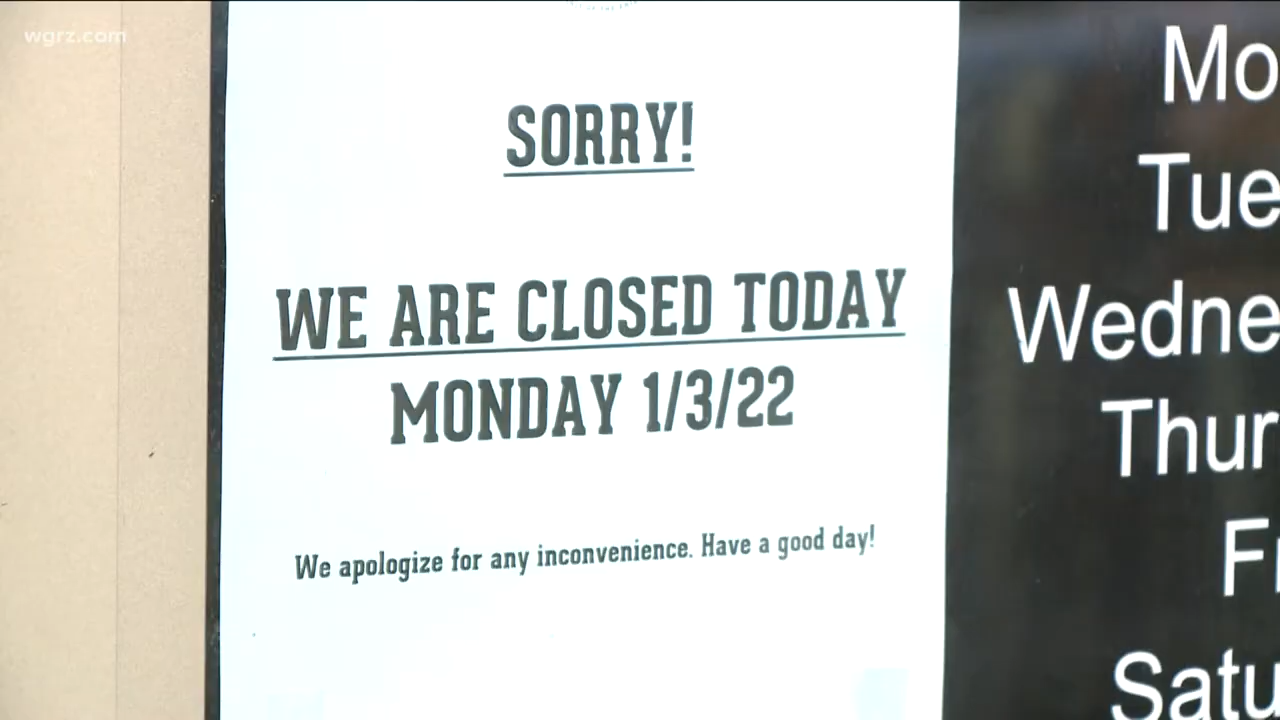 wgrz.com
SORRY!
WE ARE CLOSED TODAY
MONDAY 1/3/22
We apologize for any inconvenience. Have a good day!
Mo
Tue
Wedne
Thur
Fr
Satu